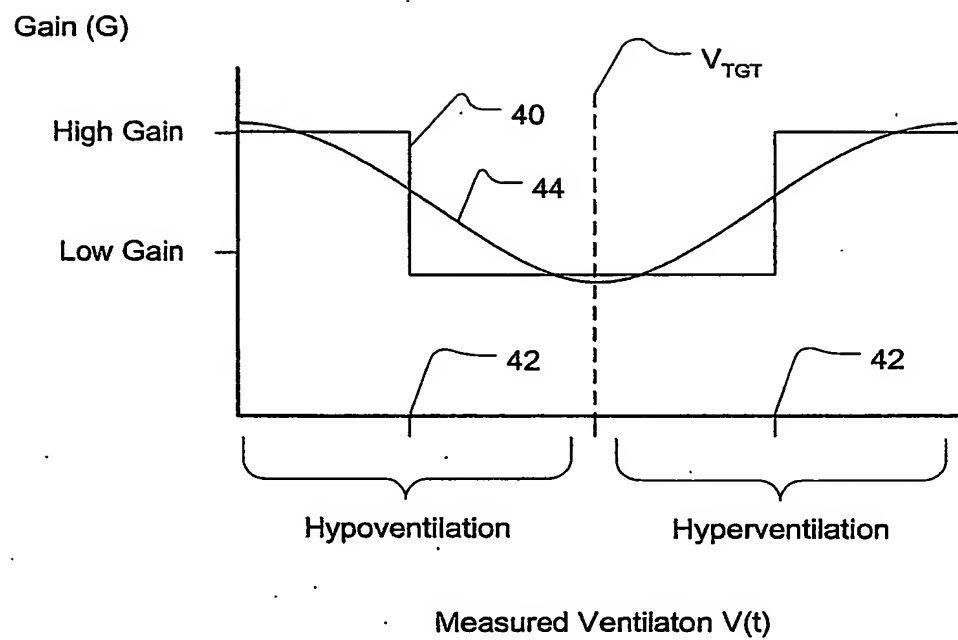 Gain (G)
V_TGT
High Gain
40
44
Low Gain
42
42
Hypoventilation
Hyperventilation
Measured Ventilaton V(t)